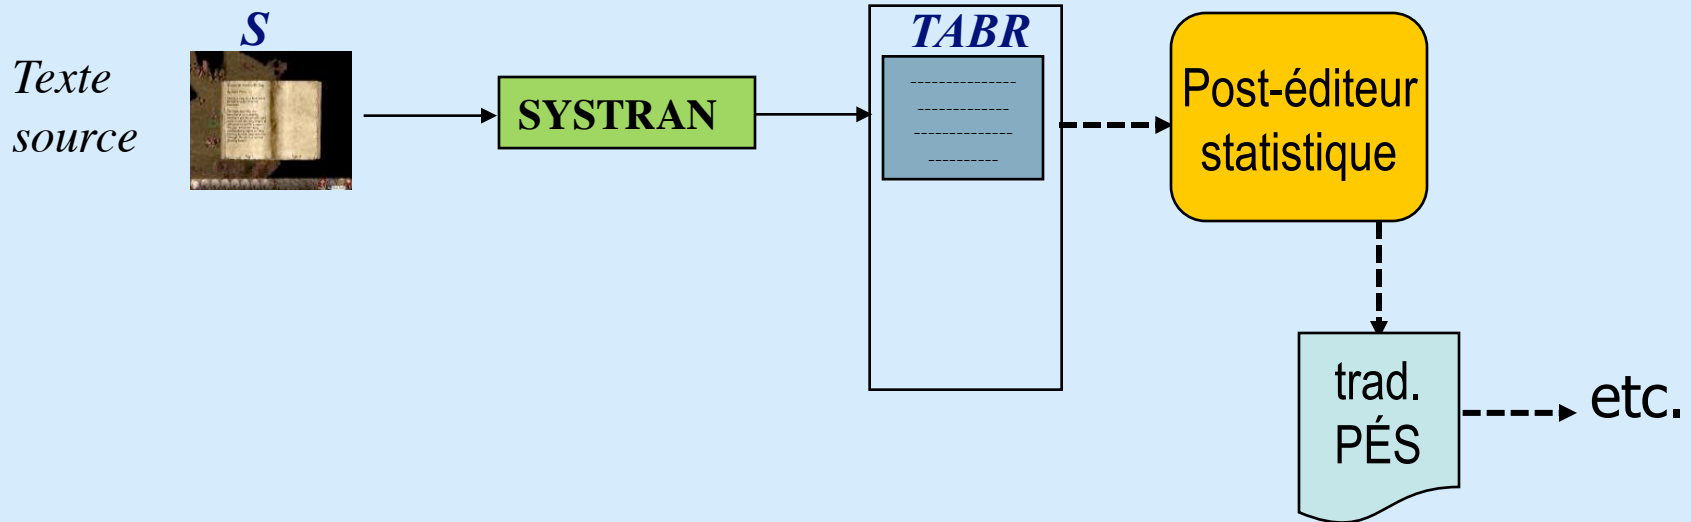 S
Texte
source
SYSTRAN
TABR
Post-éditeur
statistique
trad.
PÉS
etc.